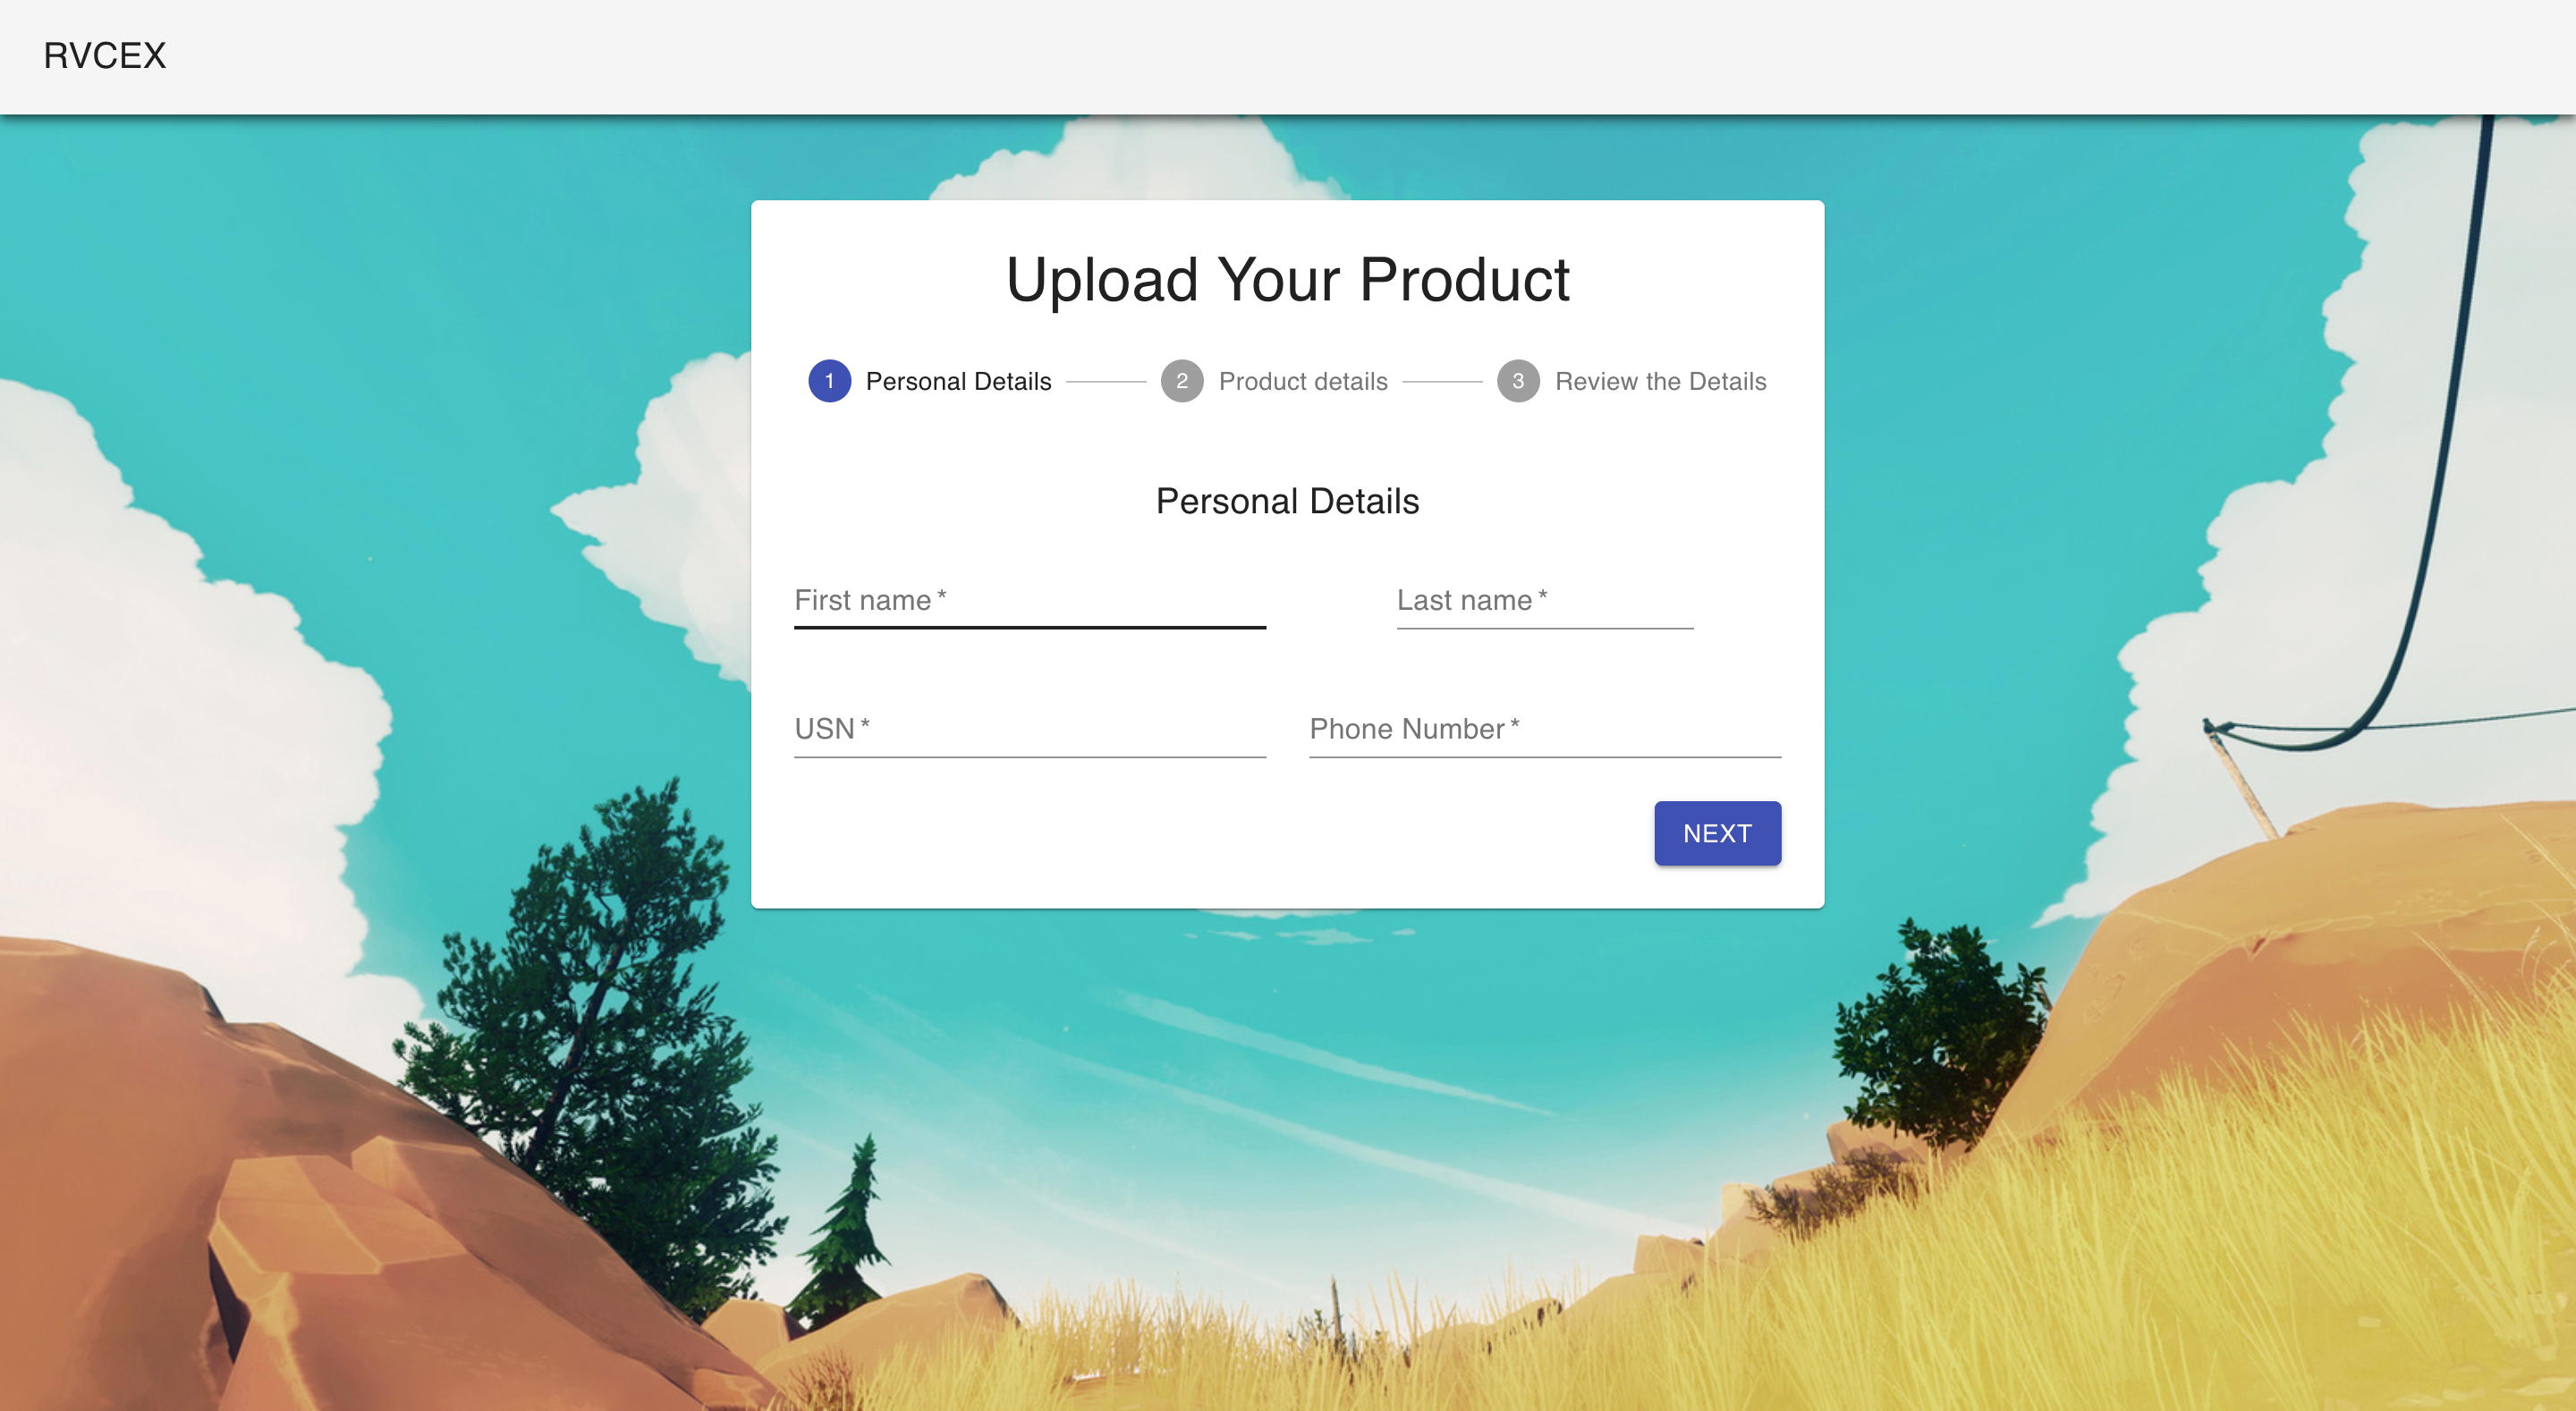 RVCEX
Upload Your Product
1 Personal Details 2 Product details 3 Review the Details
Personal Details
First name * Last name *
USN * Phone Number *
NEXT